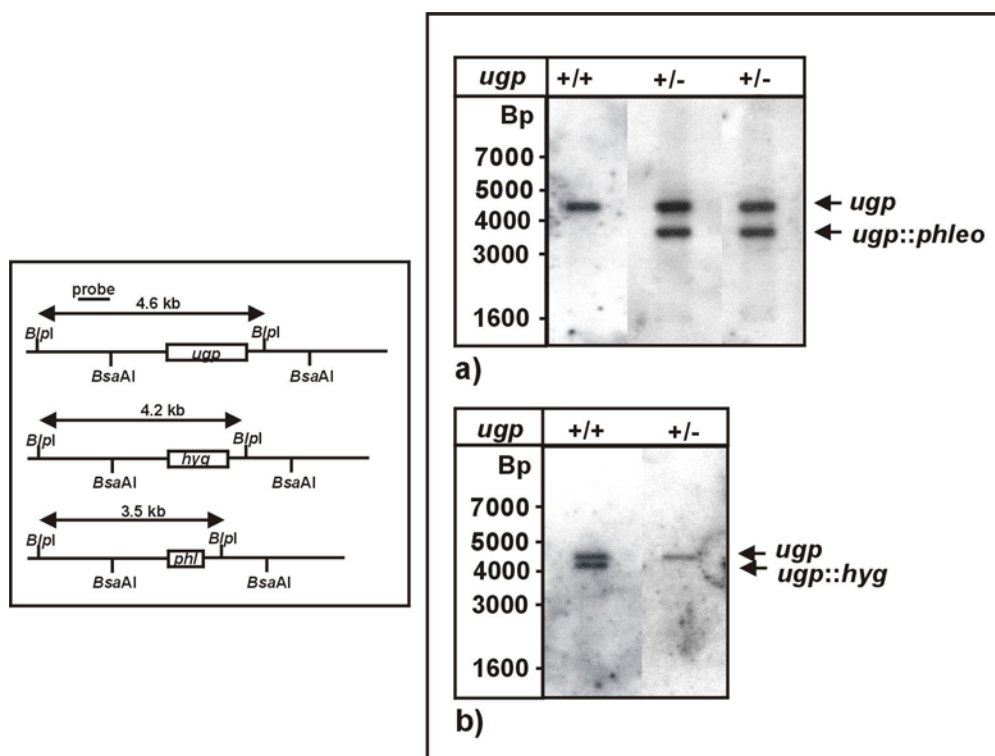 probe
4.6 kb
BlpI BlpI
ugp
BsaAI BsaAI
4.2 kb
BlpI BlpI
hyg
BsaAI BsaAI
3.5 kb
BlpI BlpI
phl
BsaAI BsaAI
ugp +/+ +/- +/-
Bp
7000
5000
4000
3000
1600
ugp
ugp::phleo
a)
ugp +/+ +/-
Bp
7000
5000
4000
3000
1600
ugp
ugp::hyg
b)